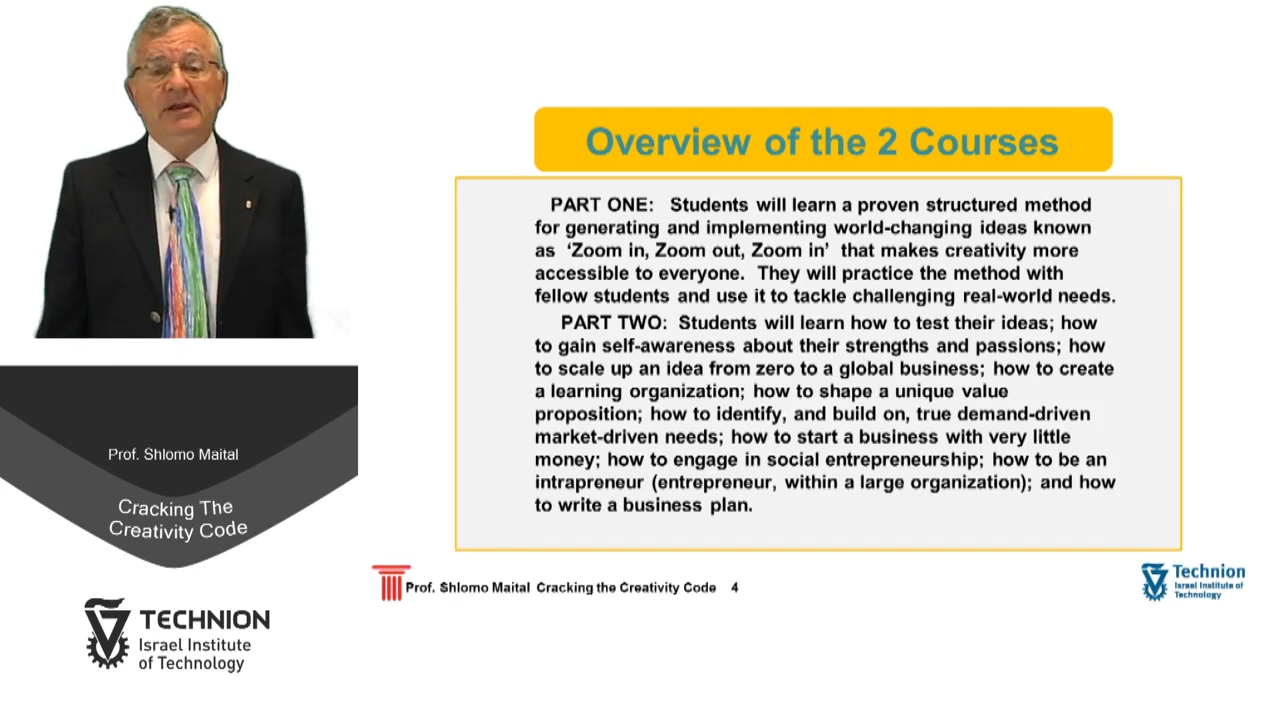 Overview of the 2 Courses
PART ONE: Students will learn a proven structured method
for generating and implementing world-changing ideas known
as ‘Zoom in, Zoom out, Zoom in’ that makes creativity more
accessible to everyone. They will practice the method with
fellow students and use it to tackle challenging real-world needs.
PART TWO: Students will learn how to test their ideas; how
to gain self-awareness about their strengths and passions; how
to scale up an idea from zero to a global business; how to create
a learning organization; how to shape a unique value
proposition; how to identify, and build on, true demand-driven
market-driven needs; how to start a business with very little
money; how to engage in social entrepreneurship; how to be an
intrapreneur (entrepreneur, within a large organization); and how
to write a business plan.
Prof. Shlomo Maital
Cracking The
Creativity Code
TECHNION
Israel Institute
of Technology
Prof. Shlomo Maital Cracking the Creativity Code 4
Technion
Israel Institute of
Technology